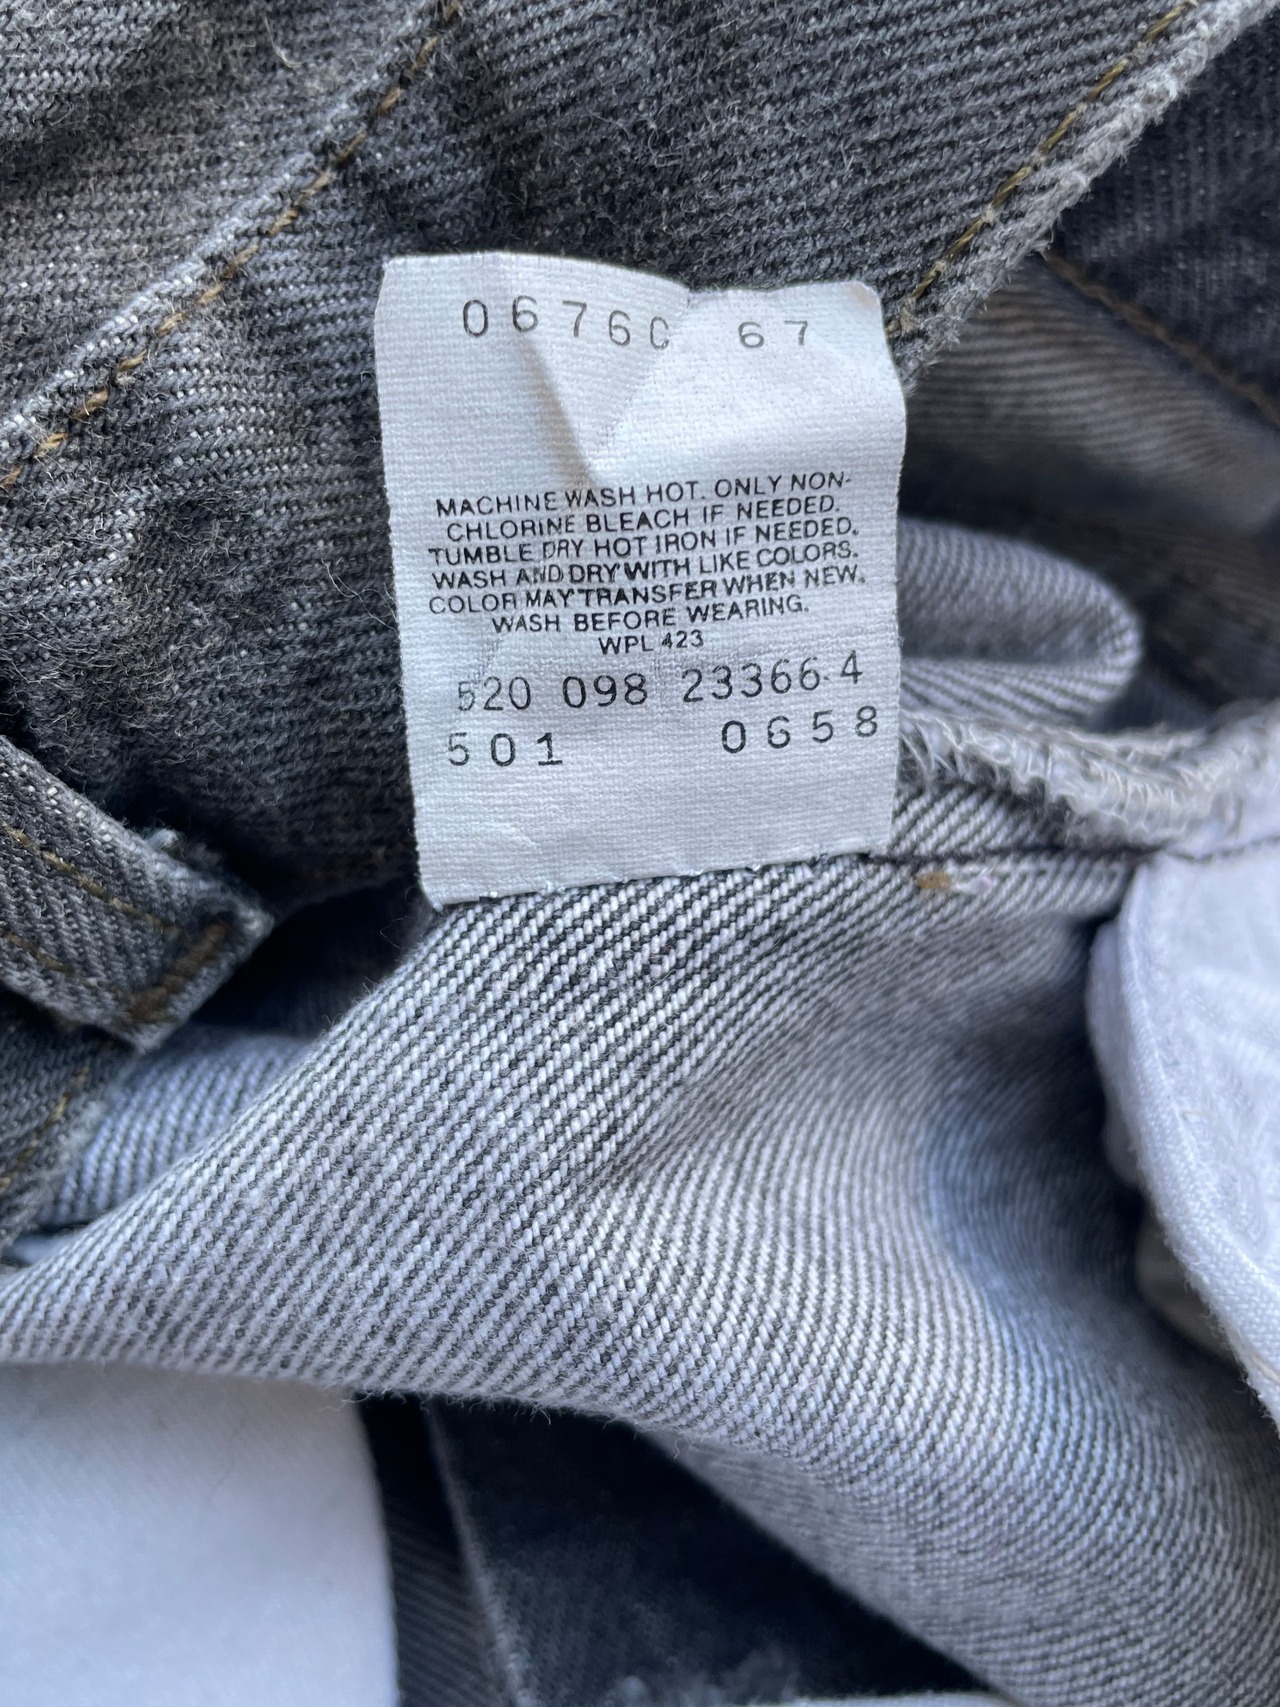 0676C 67
MACHINE WASH HOT. ONLY NON-
CHLORINE BLEACH IF NEEDED.
TUMBLE DRY HOT IRON IF NEEDED.
WASH AND DRY WITH LIKE COLORS.
COLOR MAY TRANSFER WHEN NEW.
WASH BEFORE WEARING.
WPL 423
520 098 23366 4
501 0658